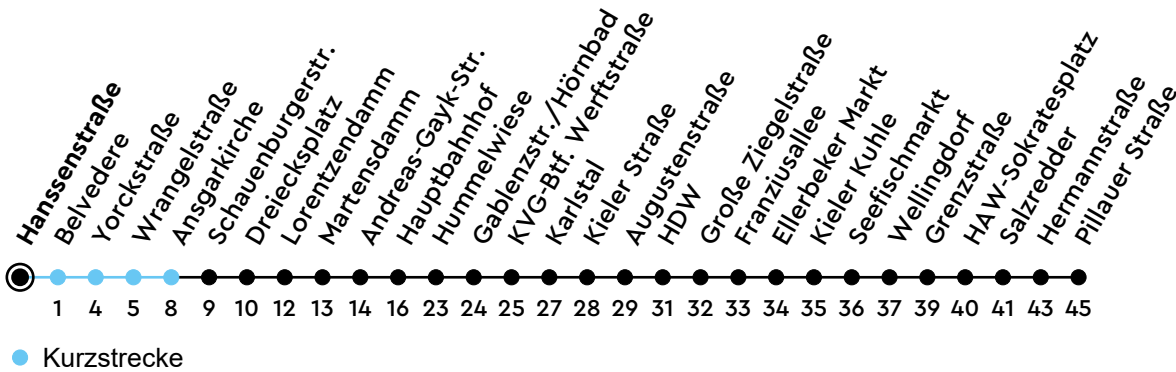 Hanssenstraße
Belvedere
Yorckstraße
Wrangelstraße
Ansgarkirche
Schauenburgerstr.
Dreiecksplatz
Lorentzendamm
Martensdamm
Andreas-Gayk-Str.
Hauptbahnhof
Hummelwiese
Gablenzstr./Hörnbad
KVG-Btf. Werftstraße
Karlstal
Kieler Straße
Augustenstraße
HDW
Große Ziegelstraße
Franziusallee
Ellerbeker Markt
Kieler Kuhle
Seefischmarkt
Wellingdorf
Grenzstraße
HAW-Sokratesplatz
Salzredder
Hermannstraße
Pillauer Straße
1 4 5 8 9 10 12 13 14 16 23 24 25 27 28 29 31 32 33 34 35 36 37 39 40 41 43 45
Kurzstrecke